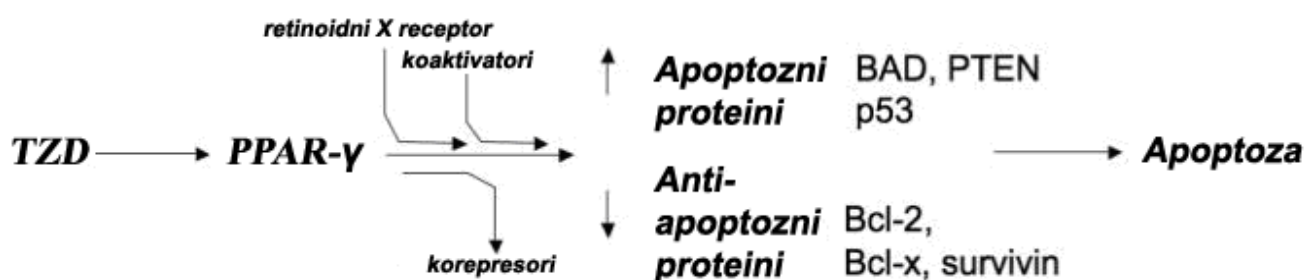 retinoidni X receptor
koaktivatori
TZD
PPAR-γ
korepresori
Apoptozni BAD, PTEN
proteini p53
Anti-
apoptozni Bcl-2,
proteini Bcl-x, survivin
Apoptoza